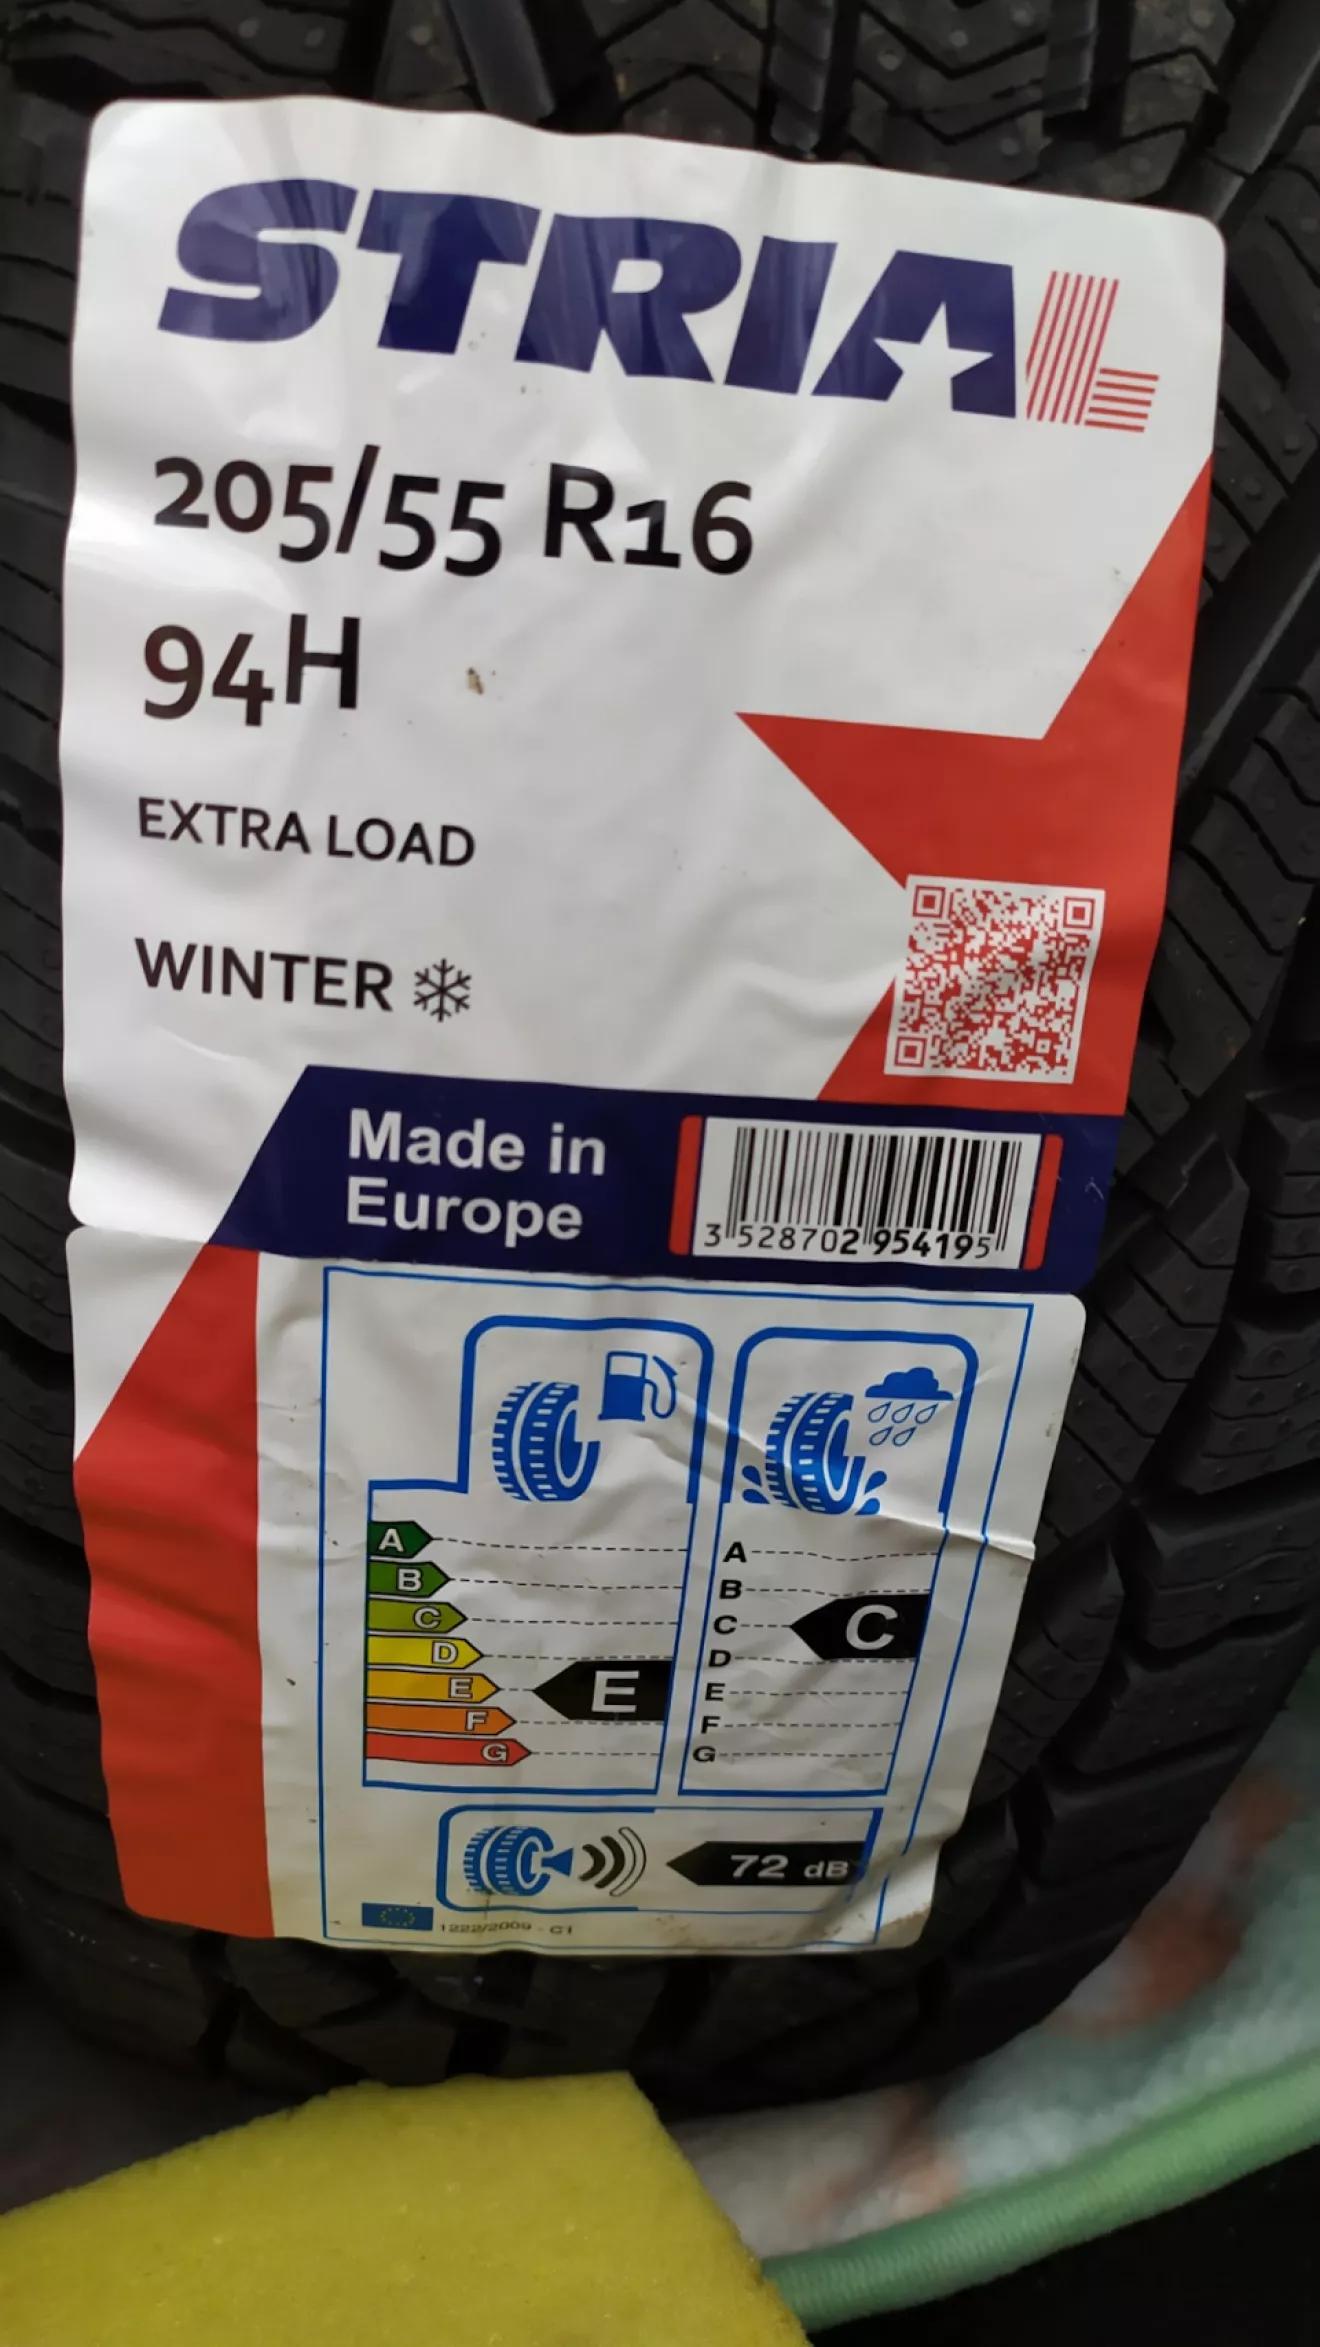 STRIAL
205/55 R16
94H
EXTRA LOAD
WINTER
Made in
Europe
3 528702 954195
A
B
C
D
E
F
G
E
A
B
C
D
E
F
G
C
72 dB
1222/2009 - C1